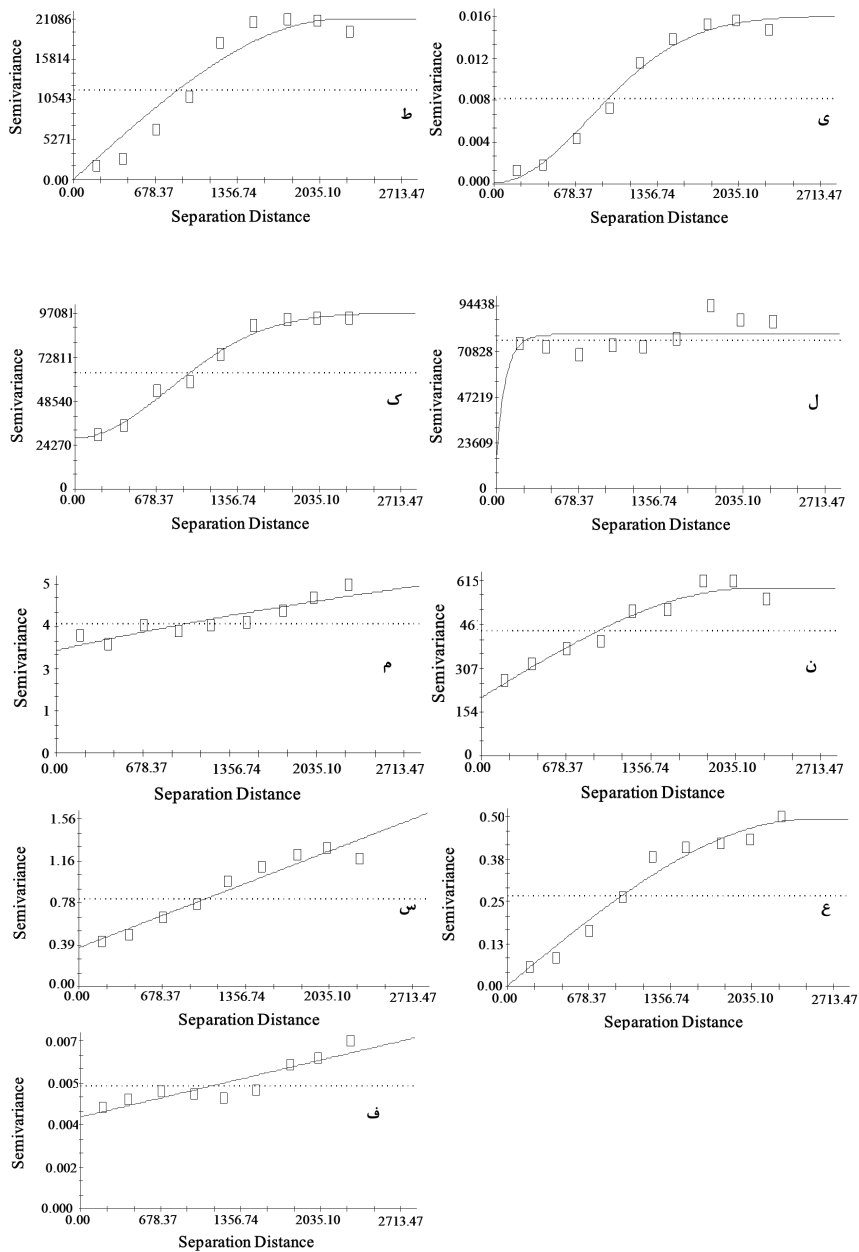 21086
15814
10543
5271
0.00
Semivariance
ط
0.00 678.37 1356.74 2035.10 2713.47
Separation Distance
0.016
0.012
0.008
0.004
0.000
Semivariance
ی
0.00 678.37 1356.74 2035.10 2713.47
Separation Distance
97081
72811
48540
24270
0
Semivariance
ک
0.00 678.37 1356.74 2035.10 2713.47
Separation Distance
94438
70828
47219
23609
0
Semivariance
ل
0.00 678.37 1356.74 2035.10 2713.47
Separation Distance
5
4
3
1
0
Semivariance
م
0.00 678.37 1356.74 2035.10 2713.47
Separation Distance
615
46
307
154
0
Semivariance
ن
0.00 678.37 1356.74 2035.10 2713.47
Separation Distance
1.56
1.16
0.78
0.39
0.00
Semivariance
س
0.00 678.37 1356.74 2035.10 2713.47
Separation Distance
0.50
0.38
0.25
0.13
0.00
Semivariance
ع
0.00 678.37 1356.74 2035.10 2713.47
Separation Distance
0.007
0.005
0.004
0.002
0.000
Semivariance
ف
0.00 678.37 1356.74 2035.10 2713.47
Separation Distance